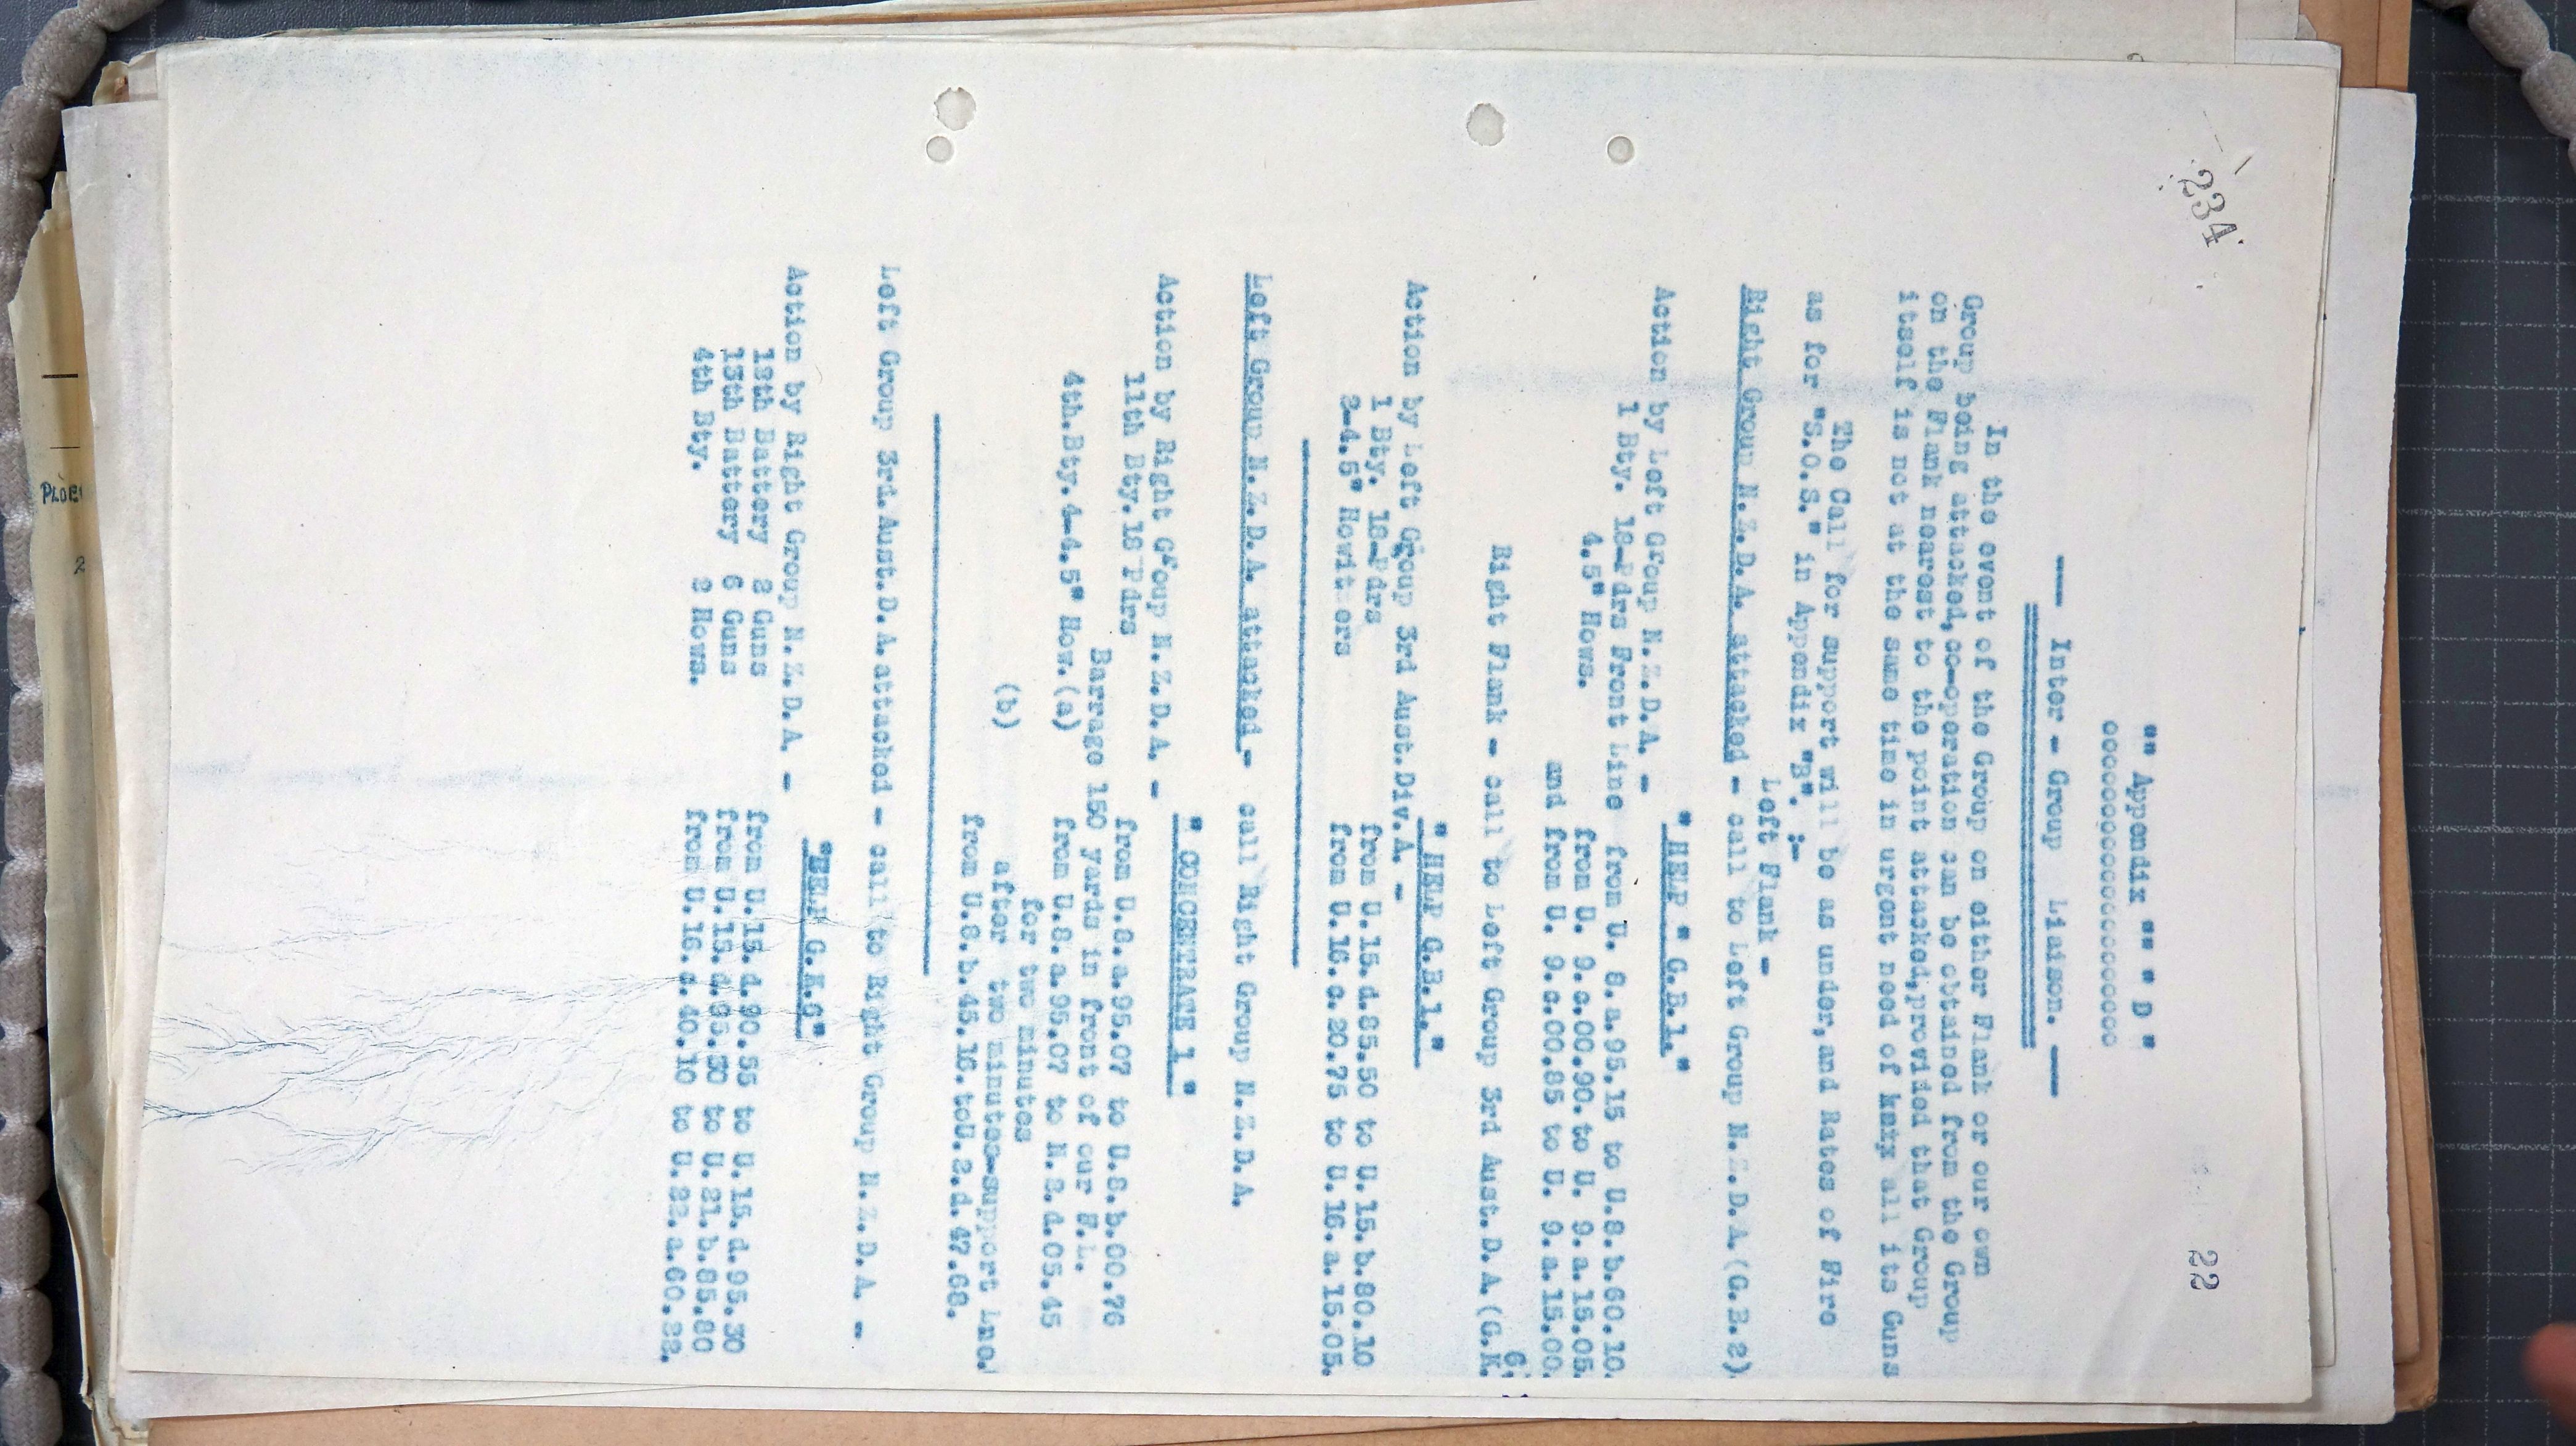 234
22
"" Appendix "" " D "
ooooooooooooooooooooooo
--- Inter - Group Liaison. ---
In the event of the Group on either Flank or our own
Group being attacked,co-operation can be obtained from the Group
on the Flank nearest to the point attacked,provided that Group
itself is not at the same time in urgent need of all its Guns
The Call for support will be as under,and Rates of Fire
as for "S.O.S." in Appendix "B". :-
Left Flank -
Right Group N.Z.D.A. attacked - call to Left Group N.Z.D.A.(G.B.2)
"HELP " G.B.1."
Action by Left Group N.Z.D.A. -
1 Bty. 18-Pdrs Front Line from U. 8.a.95.15 to U.8.b.60.10.
4.5" Hows. from U. 9.c.00.90. to U. 9.a.15.05.
and from U. 9.c.00.85 to U. 9.a.15.00.
Right Flank - call to Left Group 3rd Aust. D.A.(G.K.
6.
" HELP G.B.1."
Action by Left Group 3rd Aust.Div.A. -
1 Bty. 18-Pdrs from U.15.d.85.50 to U.15.b.80.10
2-4.5" Howit ers from U.16.c.20.75 to U.16.a.15.05.
Left Group N.Z.D.A. attacked - call Right Group N.Z.D.A.
" CONCENTRATE 1 "
Action by Right Group N.Z.D.A. -
11th Bty.18 Pdrs from U.8.a.95.07 to U.8.b.00.76
Barrage 150 yards in front of our F.L.
4th.Bty.4-4.5" How.(a) from U.8.a.95.07 to N.2.d.05.45
for two minutes
(b) after two minutes-support Lne.
from U.8.b.45.16.toU.2.d.47.68.
Left Group 3rd.Aust.D.A.attacked - call to Right Group N.Z.D.A. -
"HELP G.K.6"
Action by Right Group N.Z.D.A. -
12th Battery 2 Guns from U.15.d.90.55 to U.15.d.95.30
13th Battery 6 Guns from U.15.d.95.30 to U.21.b.85.80
4th Bty. 2 Hows. from U.16.c.40.10 to U.22.a.60.22.